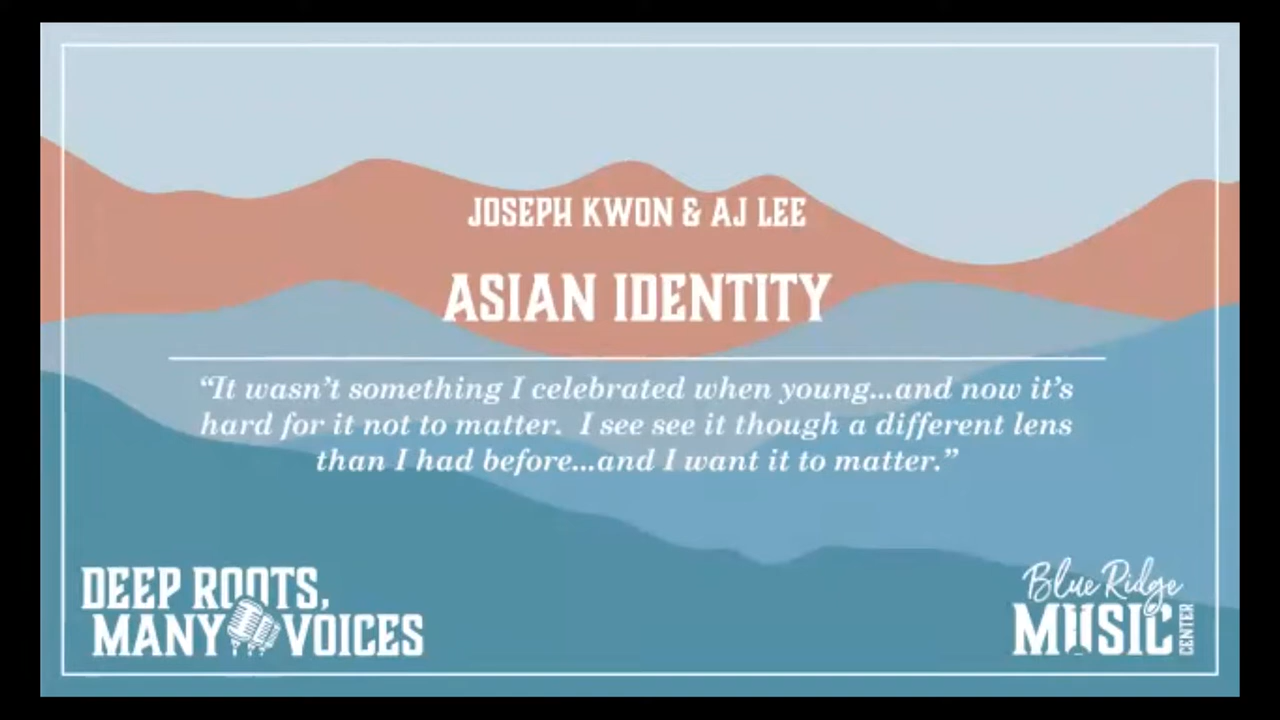 JOSEPH KWON & AJ LEE
ASIAN IDENTITY
“It wasn’t something I celebrated when young...and now it’s
hard for it not to matter.  I see see it though a different lens
than I had before...and I want it to matter.”
DEEP ROOTS,
MANY VOICES
Blue Ridge
MUSIC
CENTER